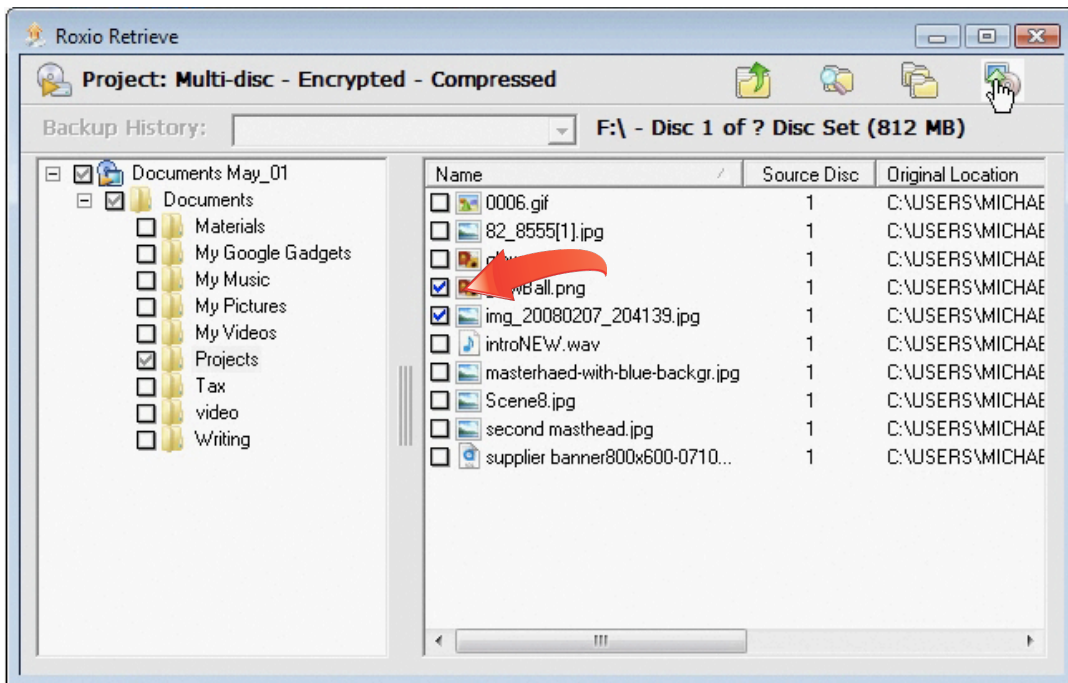 Roxio Retrieve
Project: Multi-disc - Encrypted - Compressed
Backup History:
F:\ - Disc 1 of ? Disc Set (812 MB)
Documents May_01
Documents
Materials
My Google Gadgets
My Music
My Pictures
My Videos
Projects
Tax
video
Writing
Name Source Disc Original Location
0006.gif 1 C:\USERS\MICHAE
82_8555[1].jpg 1 C:\USERS\MICHAE
1 C:\USERS\MICHAE
1 C:\USERS\MICHAE
img_20080207_204139.jpg 1 C:\USERS\MICHAE
introNEW.wav 1 C:\USERS\MICHAE
masterhaed-with-blue-backgr.jpg 1 C:\USERS\MICHAE
Scene8.jpg 1 C:\USERS\MICHAE
second masthead.jpg 1 C:\USERS\MICHAE
supplier banner800x600-0710... 1 C:\USERS\MICHAE